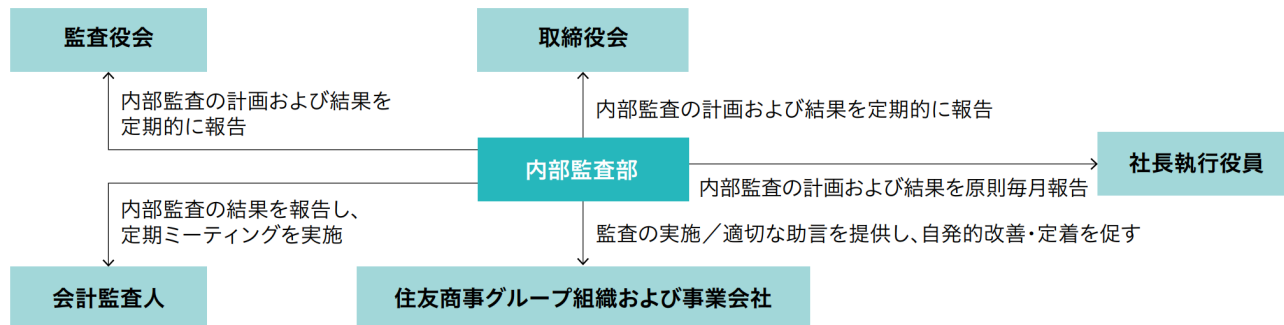 監査役会
取締役会
内部監査の計画および結果を
定期的に報告
内部監査の計画および結果を定期的に報告
内部監査部
社長執行役員
内部監査の計画および結果を原則毎月報告
内部監査の結果を報告し、
定期ミーティングを実施
監査の実施／適切な助言を提供し、自発的改善・定着を促す
会計監査人
住友商事グループ組織および事業会社